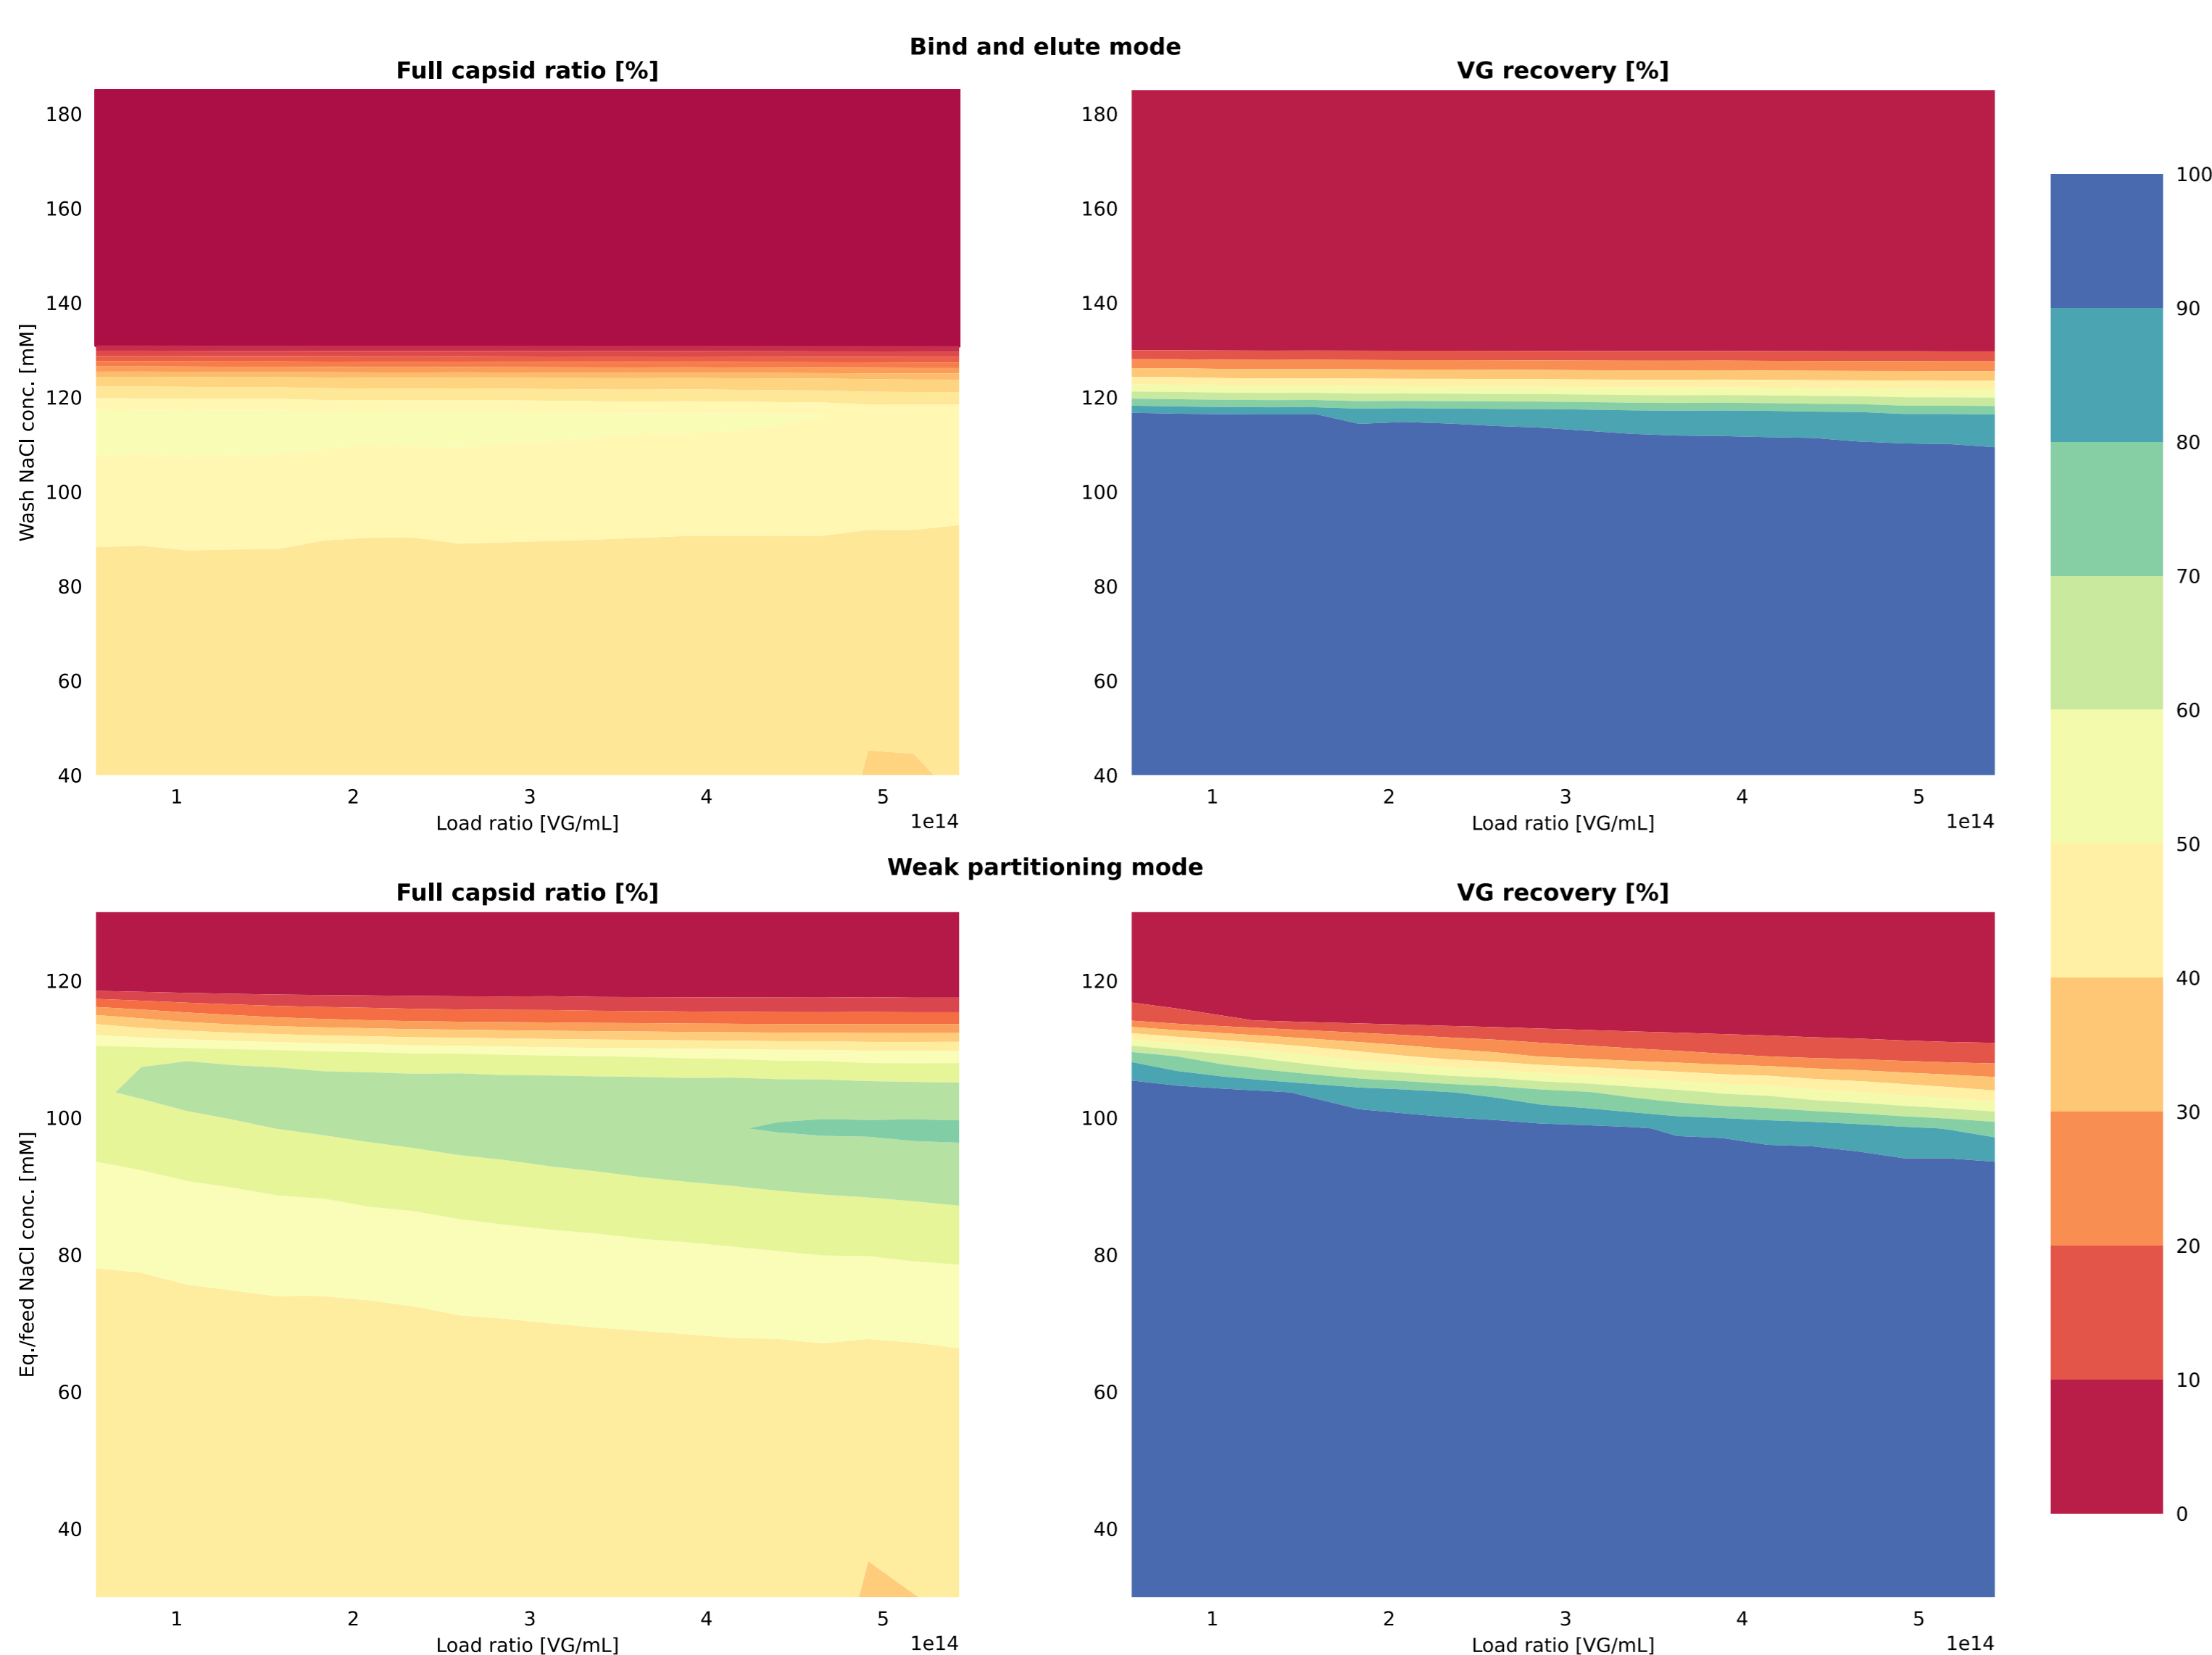 Bind and elute mode
Full capsid ratio [%]
VG recovery [%]
180
160
140
120
100
80
60
40
Wash NaCl conc. [mM]
1 2 3 4 5
1e14
Load ratio [VG/mL]
180
160
140
120
100
80
60
40
1 2 3 4 5
1e14
Load ratio [VG/mL]
Weak partitioning mode
Full capsid ratio [%]
VG recovery [%]
120
100
80
60
40
Eq./feed NaCl conc. [mM]
1 2 3 4 5
1e14
Load ratio [VG/mL]
120
100
80
60
40
1 2 3 4 5
1e14
Load ratio [VG/mL]
100
90
80
70
60
50
40
30
20
10
0